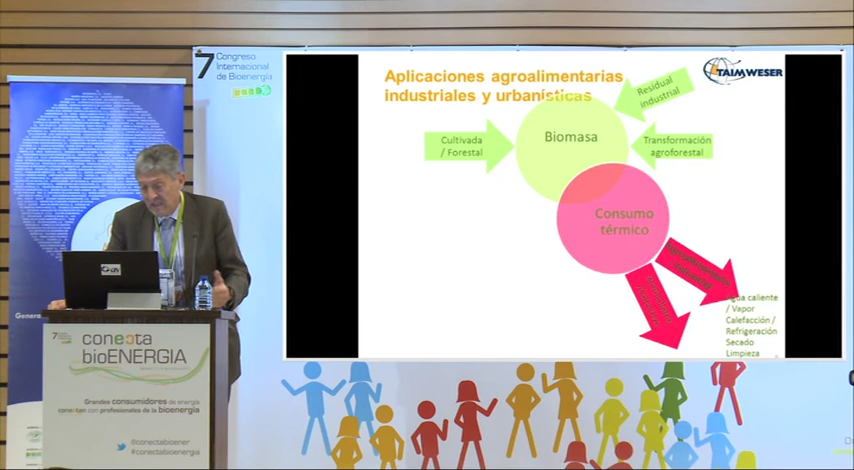 7
Congreso
Internacional
de Bioenergía
Aplicaciones agroalimentarias
industriales y urbanísticas
TAIM WESER
Residual
industrial
Cultivada
/ Forestal
Biomasa
Transformación
agroforestal
Consumo
térmico
Agua caliente
/ Vapor
Calefacción /
Refrigeración
Secado
Limpieza
Genera
7
conecta
bioENERGIA
Grandes consumidores de energía
conectan con profesionales de la bioenergía
@conectabioener
#conectabioenergia